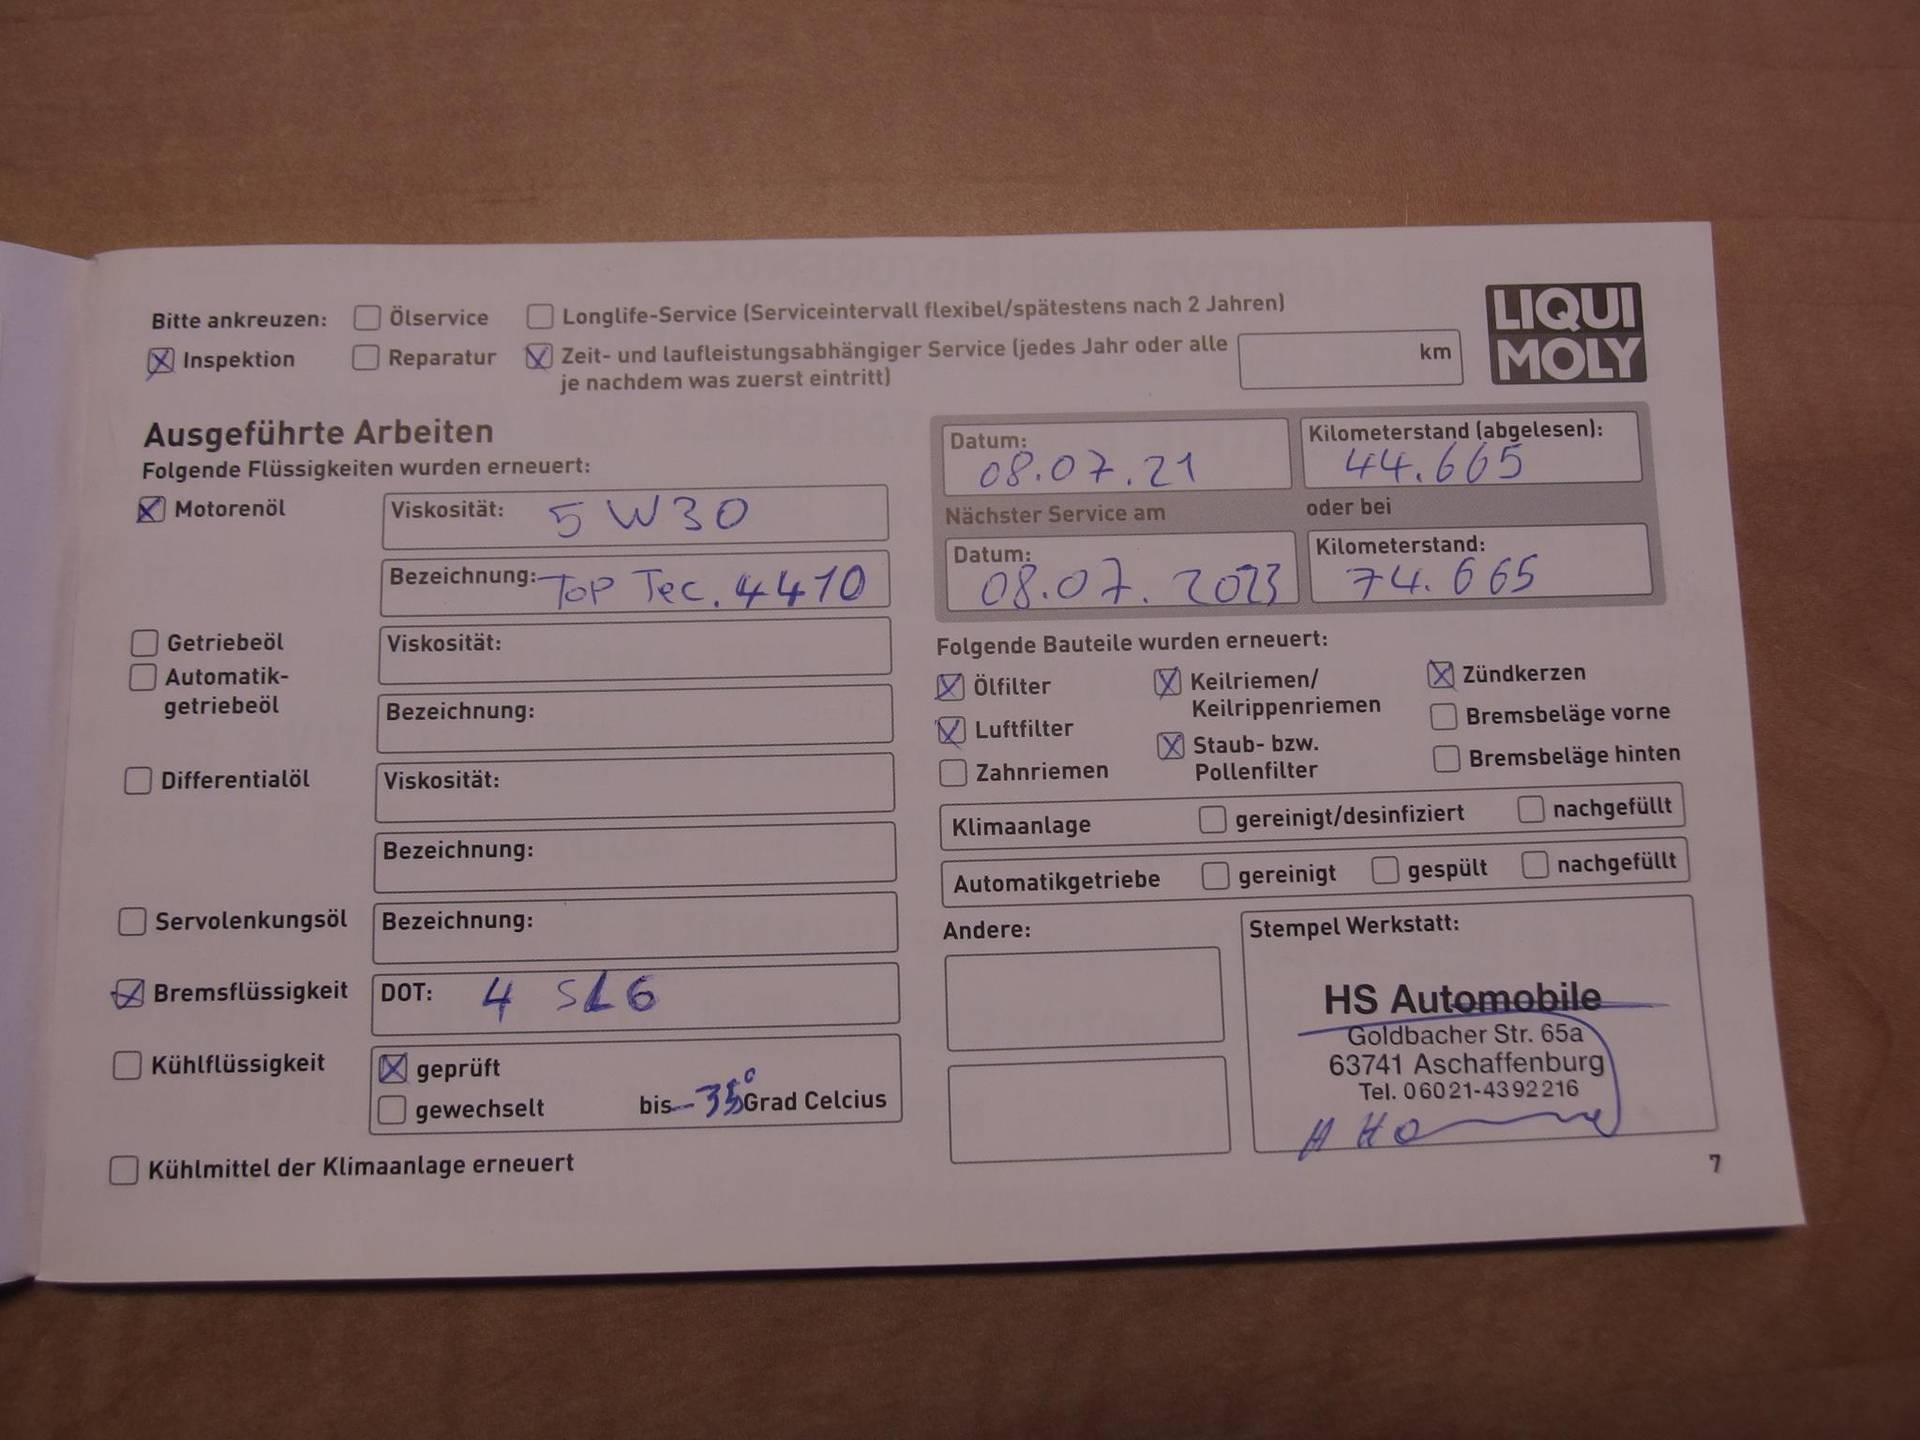 Bitte ankreuzen: Ölservice Longlife-Service (Serviceintervall flexibel/spätestens nach 2 Jahren)
Inspektion Reparatur Zeit- und laufleistungsabhängiger Service (jedes Jahr oder alle km
je nachdem was zuerst eintritt)
LIQUI
MOLY
Ausgeführte Arbeiten
Folgende Flüssigkeiten wurden erneuert:
Motorenöl Viskosität: 5 W 30
Bezeichnung: Top Tec. 4410
Getriebeöl Viskosität:
Automatik-
getriebeöl
Bezeichnung:
Differentialöl Viskosität:
Bezeichnung:
Servolenkungsöl Bezeichnung:
Bremsflüssigkeit DOT: 4 SL6
Kühlflüssigkeit geprüft
gewechselt bis -35° Grad Celcius
Kühlmittel der Klimaanlage erneuert
Datum: 08.07.21
Kilometerstand (abgelesen): 44.665
Nächster Service am oder bei
Datum: 08.07.2023
Kilometerstand: 74.665
Folgende Bauteile wurden erneuert:
Ölfilter Keilriemen/ Zündkerzen
Keilrippenriemen
Luftfilter Bremsbeläge vorne
Staub- bzw.
Pollenfilter
Zahnriemen Bremsbeläge hinten
Klimaanlage gereinigt/desinfiziert nachgefüllt
Automatikgetriebe gereinigt gespült nachgefüllt
Andere: Stempel Werkstatt:
HS Automobile
Goldbacher Str. 65a
63741 Aschaffenburg
Tel. 06021-4392216
7